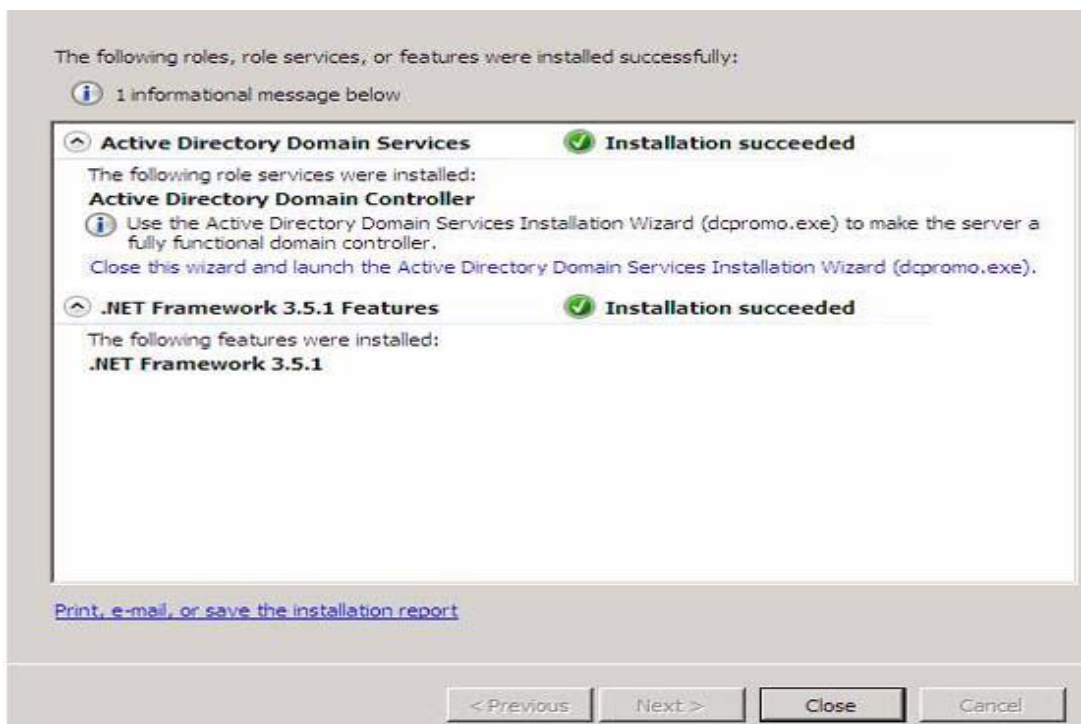 The following roles, role services, or features were installed successfully:
1 informational message below
Active Directory Domain Services Installation succeeded
The following role services were installed:
Active Directory Domain Controller
Use the Active Directory Domain Services Installation Wizard (dcpromo.exe) to make the server a
fully functional domain controller.
Close this wizard and launch the Active Directory Domain Services Installation Wizard (dcpromo.exe).
.NET Framework 3.5.1 Features Installation succeeded
The following features were installed:
.NET Framework 3.5.1
Print, e-mail, or save the installation report
< Previous Next > Close Cancel